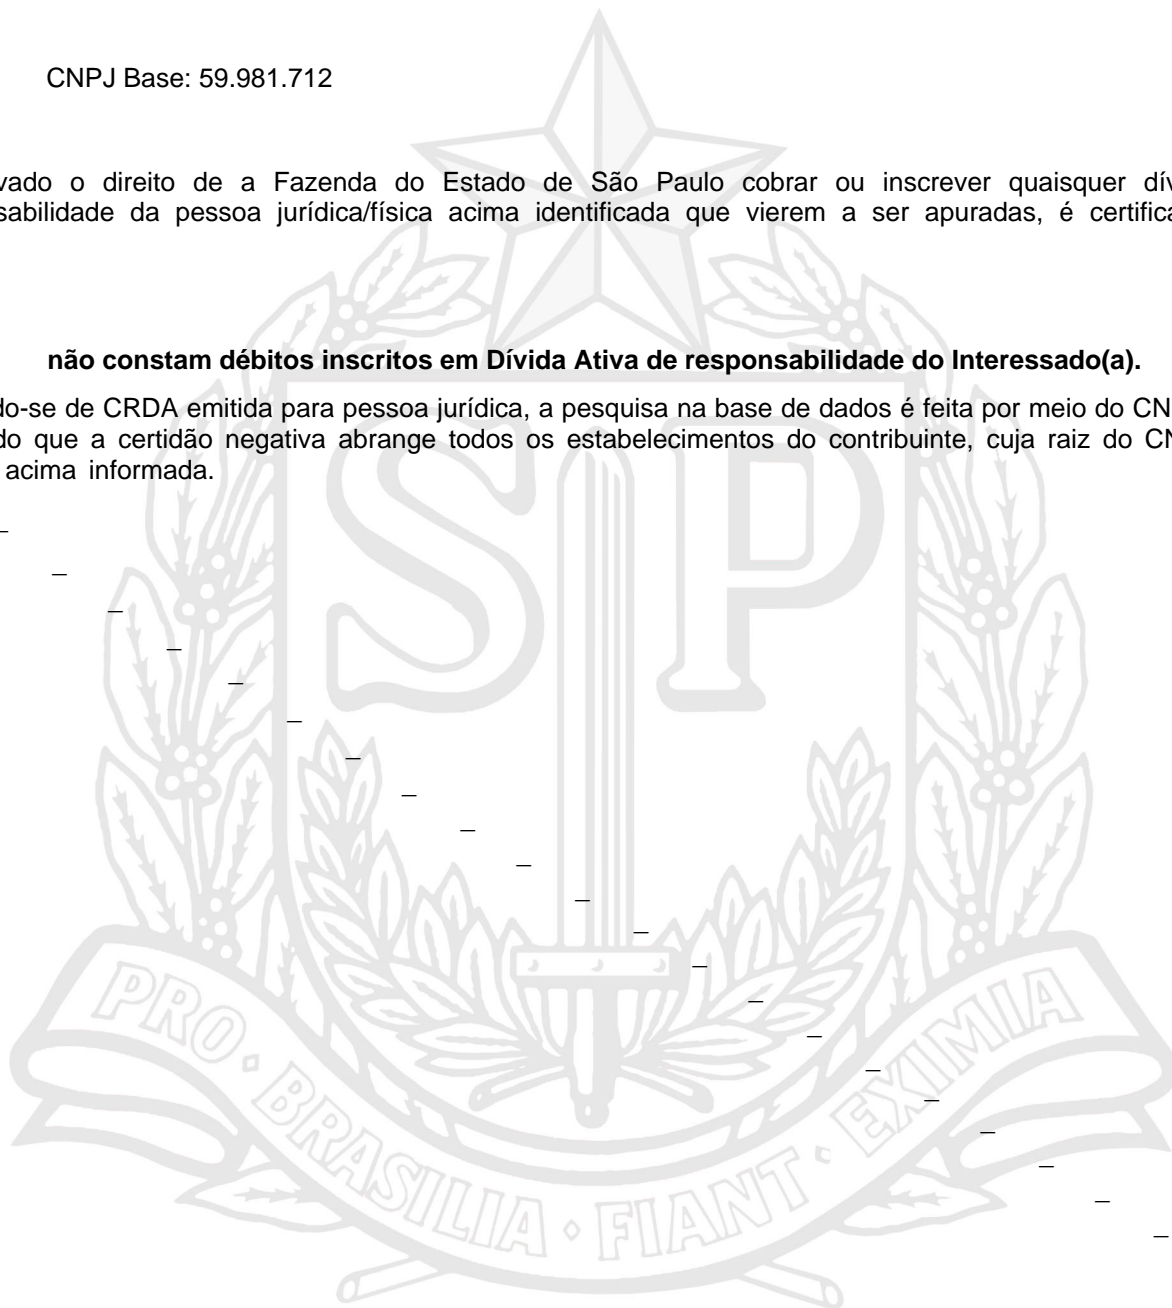 CNPJ Base: 59.981.712
vado o direito de a Fazenda do Estado de São Paulo cobrar ou inscrever quaisquer dív
sabilidade da pessoa jurídica/física acima identificada que vierem a ser apuradas, é certifica
não constam débitos inscritos em Dívida Ativa de responsabilidade do Interessado(a).
do-se de CRDA emitida para pessoa jurídica, a pesquisa na base de dados é feita por meio do CN
do que a certidão negativa abrange todos os estabelecimentos do contribuinte, cuja raiz do CN
acima informada.
SP
PRO • BRASILIA • FIANT • EXIMIA